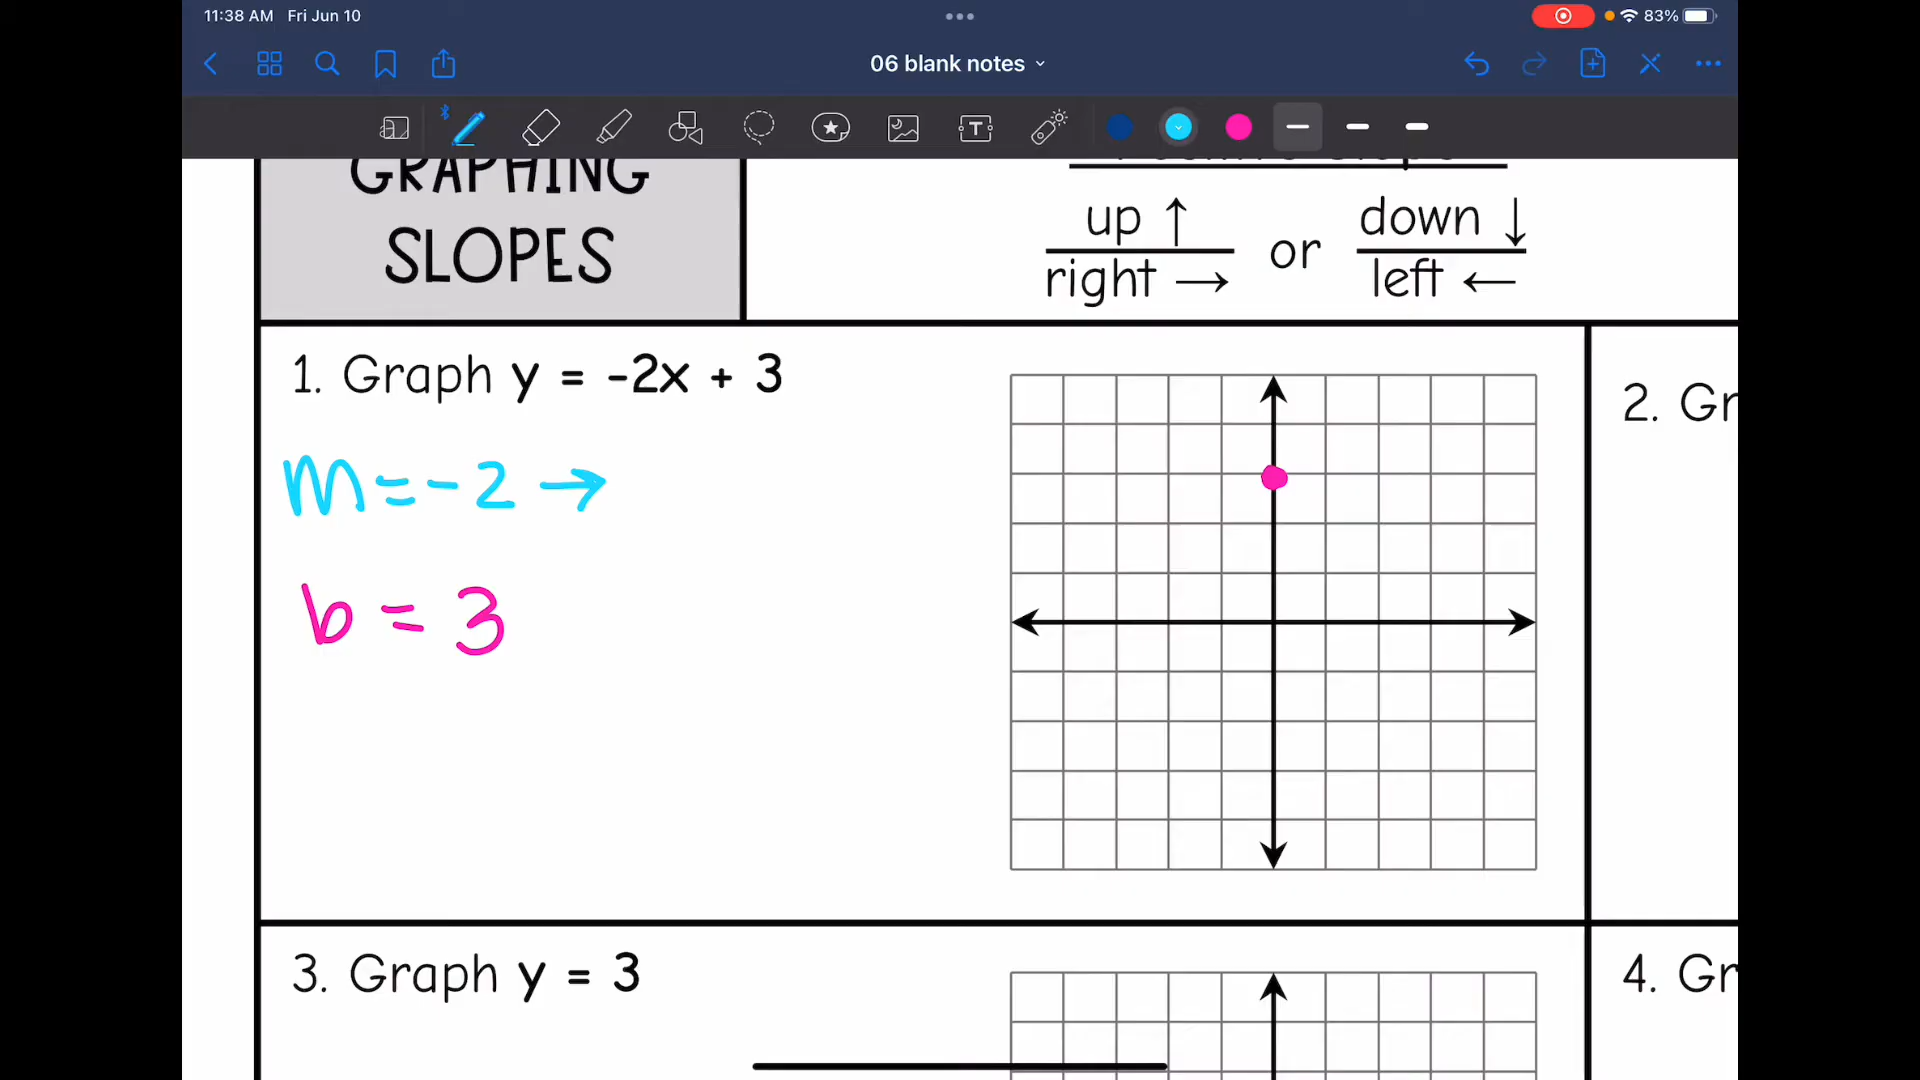 11:38 AM Fri Jun 10
83%
06 blank notes
GRAPHING
SLOPES
up ↑
right →
or
down ↓
left ←
1. Graph y = -2x + 3
m = -2 →
b = 3
2. Gr
3. Graph y = 3
4. Gr